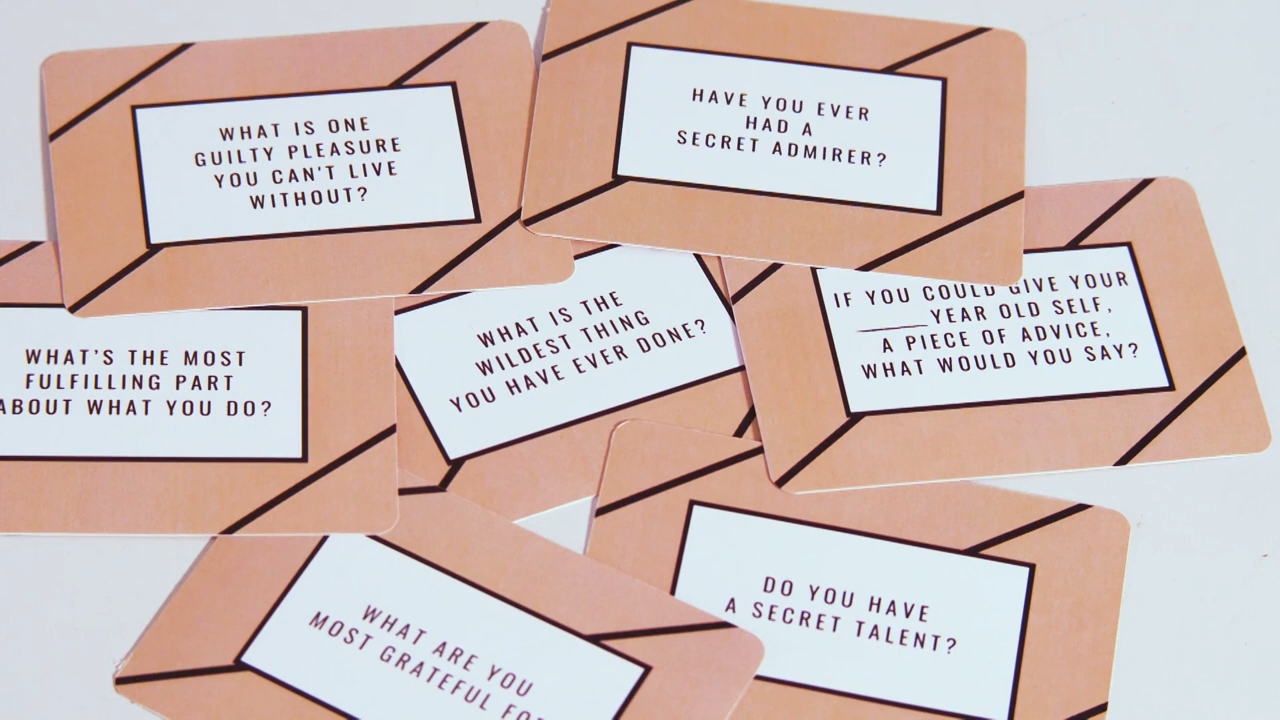 WHAT IS ONE
GUILTY PLEASURE
YOU CAN'T LIVE
WITHOUT?
HAVE YOU EVER
HAD A
SECRET ADMIRER?
WHAT'S THE MOST
FULFILLING PART
ABOUT WHAT YOU DO?
WHAT IS THE
WILDEST THING
YOU HAVE EVER DONE?
IF YOU COULD GIVE YOUR
______YEAR OLD SELF,
A PIECE OF ADVICE,
WHAT WOULD YOU SAY?
WHAT ARE YOU
MOST GRATEFUL FOR
DO YOU HAVE
A SECRET TALENT?